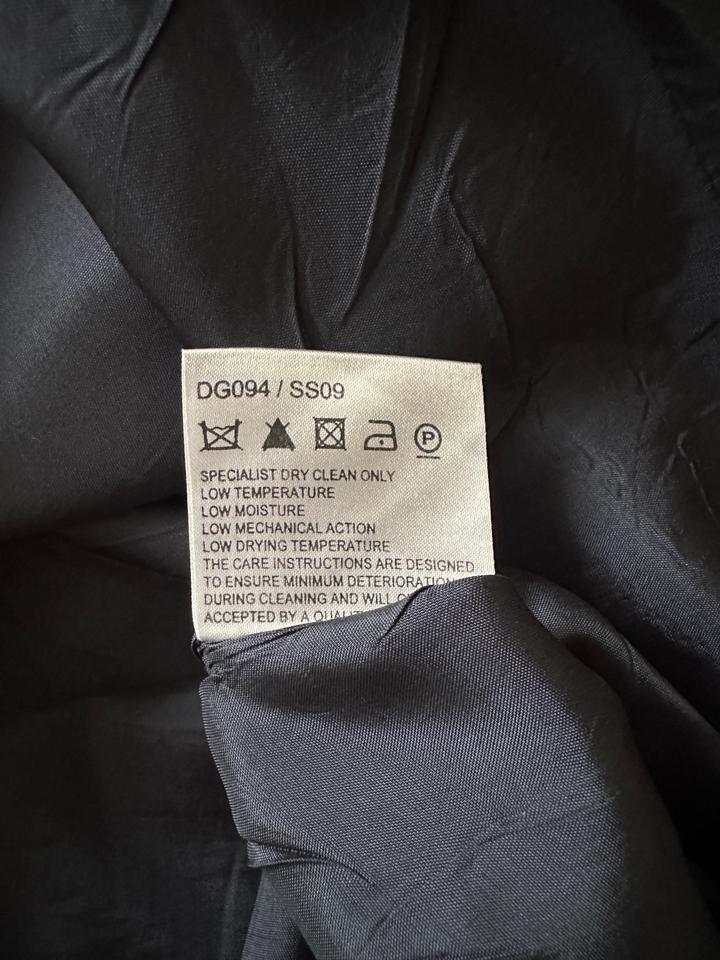 DG094 / SS09
P
SPECIALIST DRY CLEAN ONLY
LOW TEMPERATURE
LOW MOISTURE
LOW MECHANICAL ACTION
LOW DRYING TEMPERATURE
THE CARE INSTRUCTIONS ARE DESIGNED
TO ENSURE MINIMUM DETERIORATION
DURING CLEANING AND WILL
ACCEPTED BY A